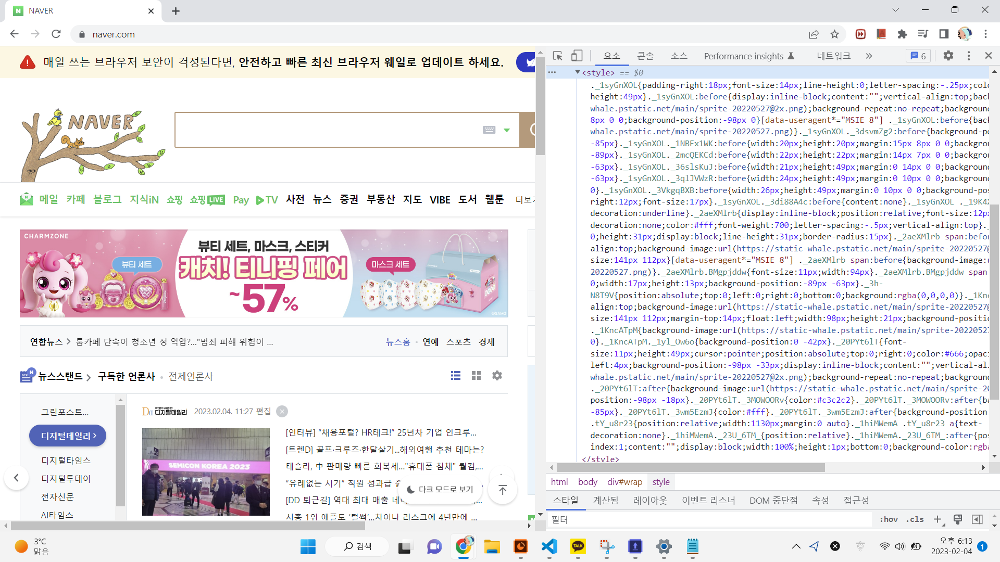 NAVER
naver.com
매일 쓰는 브라우저 보안이 걱정된다면, 안전하고 빠른 최신 브라우저 웨일로 업데이트 하세요.
NAVER
메일 카페 블로그 지식iN 쇼핑 쇼핑LIVE Pay TV 사전 뉴스 증권 부동산 지도 VIBE 도서 웹툰 더보기
CHARMZONE
뷰티 세트, 마스크, 스티커
뷰티 세트
캐치! 티니핑 페어
~57%
마스크 세트
©SAMG
연합뉴스 > 룸카페 단속이 청소년 성 억압?..."범죄 피해 위험이 ...
뉴스홈 연예 스포츠 경제
뉴스스탠드 > 구독한 언론사 전체언론사
그린포스트...
디지털데일리 >
디지털타임스
디지털투데이
전자신문
AI타임스
디지털데일리 2023.02.04. 11:27 편집
SEMICON KOREA 2023
[인터뷰] “채용포털? HR테크!” 25년차 기업 인크루...
[트렌D] 골프·크루즈·한달살기...해외여행 추천 테마는?
테슬라, 中 판매량 빠른 회복세..."휴대폰 침체" 퀄컴,...
“유례없는 시기” 직원 성과급 줄
[DD 퇴근길] 역대 최대 매출 네이
시총 1위 애플도 ‘털썩’...차이나 리스크에 4년만에 ...
다크 모드로 보기
요소 콘솔 소스 Performance insights 네트워크 » 6
<style> == $0
._1syGnXOL{padding-right:18px;font-size:14px;line-height:0;letter-spacing:-.25px;colo
height:49px}._1syGnXOL:before{display:inline-block;content:"";vertical-align:top;back
whale.pstatic.net/main/sprite-20220527@2x.png);background-repeat:no-repeat;background
8px 0 0;background-position:-98px 0}[data-useragent*="MSIE 8"] ._1syGnXOL:before{back
whale.pstatic.net/main/sprite-20220527.png)}._1syGnXOL._3dsvmZg2:before{background-po
-85px}._1syGnXOL._1NBFx1WK:before{width:20px;height:20px;margin:15px 8px 0 0;backgrou
-89px}._1syGnXOL._2mcQEKCd:before{width:22px;height:22px;margin:14px 7px 0 0;backgrou
-63px}._1syGnXOL._36slsKuJ:before{width:21px;height:49px;margin:0 14px 0 0;background
-63px}._1syGnXOL._3qlJVWzR:before{width:24px;height:49px;margin:0 10px 0 0;background
0}._1syGnXOL._3VkgqBXB:before{width:26px;height:49px;margin:0 10px 0 0;background-pos
right:12px;font-size:17px}._1syGnXOL._3di88A4c:before{content:none}._1syGnXOL ._19K4X
decoration:underline}._2aeXMlrb{display:inline-block;position:relative;font-size:12px
decoration:none;color:#fff;font-weight:700;letter-spacing:-.5px;vertical-align:top}._
0;height:31px;display:block;line-height:31px;border-radius:15px}._2aeXMlrb span:befor
align:top;background-image:url(https://static-whale.pstatic.net/main/sprite-20220527@
size:141px 112px}[data-useragent*="MSIE 8"] ._2aeXMlrb span:before{background-image:u
20220527.png)}._2aeXMlrb.BMgpjddw{font-size:11px;width:94px}._2aeXMlrb.BMgpjddw span
0;width:17px;height:13px;background-position:-89px -63px}._3h-
N8T9V{position:absolute;top:0;left:0;right:0;bottom:0;background:rgba(0,0,0,0)}._1Knc
align:top;background-image:url(https://static-whale.pstatic.net/main/sprite-20220527@
size:141px 112px;margin-top:14px;float:left;width:98px;height:21px;background-positio
._1KncATpM{background-image:url(https://static-whale.pstatic.net/main/sprite-2022052
0}._1KncATpM._1yl_Ow6o{background-position:0 -42px}._20PYt6lT{font-
size:11px;height:49px;cursor:pointer;position:absolute;top:0;right:0;color:#666;opaci
left:4px;background-position:-98px -33px;display:inline-block;content:"";vertical-ali
whale.pstatic.net/main/sprite-20220527@2x.png);background-repeat:no-repeat;background
._20PYt6lT:after{background-image:url(https://static-whale.pstatic.net/main/sprite-20
position:-98px -18px}._20PYt6lT._3MOWOORv{color:#c3c2c2}._20PYt6lT._3MOWOORv:after{ba
-85px}._20PYt6lT._3wm5EzmJ{color:#fff}._20PYt6lT._3wm5EzmJ:after{background-position
.tY_u8r23{position:relative;width:1130px;margin:0 auto}._1hiMWemA .tY_u8r23 a{text-
decoration:none}._1hiMWemA._23U_6TM_{position:relative}._1hiMWemA._23U_6TM_:after{pos
index:1;content:"";display:block;width:100%;height:1px;bottom:0;background-color:rgba
</style>
html body div#wrap style
스타일 계산됨 레이아웃 이벤트 리스너 DOM 중단점 속성 접근성
필터 :hov .cls
3°C
맑음
검색
TALK
오후 6:13
2023-02-04
1